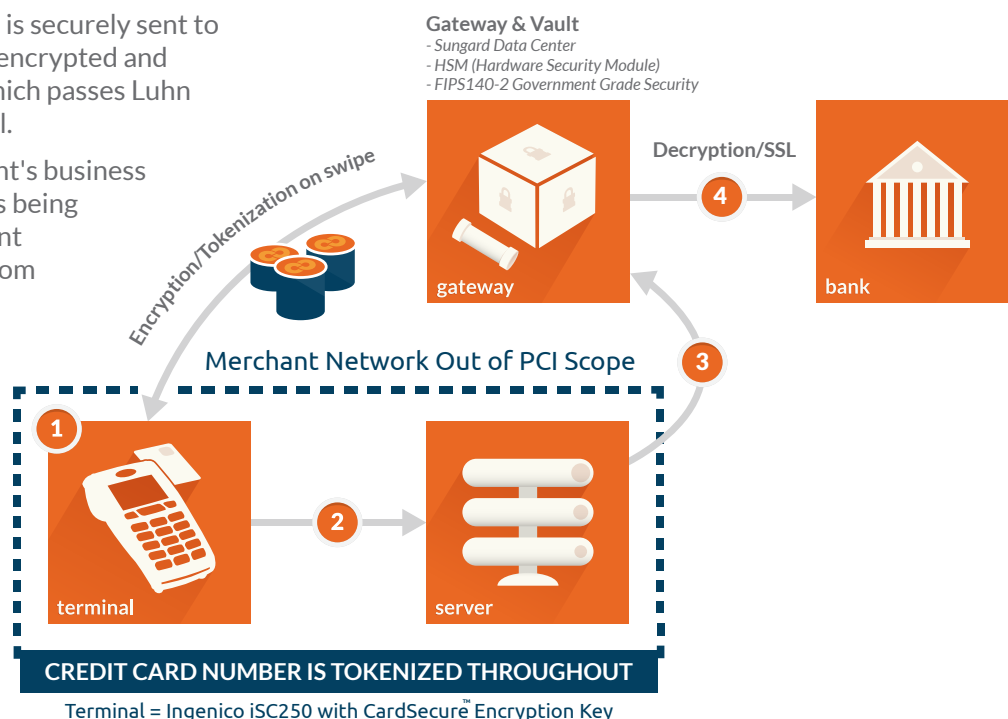 is securely sent to
encrypted and
hich passes Luhn
l.
nt's business
s being
nt
om
Gateway & Vault
- Sungard Data Center
- HSM (Hardware Security Module)
- FIPS140-2 Government Grade Security
Encryption/Tokenization on swipe
gateway
Decryption/SSL
4
bank
3
Merchant Network Out of PCI Scope
1
terminal
2
server
CREDIT CARD NUMBER IS TOKENIZED THROUGHOUT
Terminal = Ingenico iSC250 with CardSecure™ Encryption Key